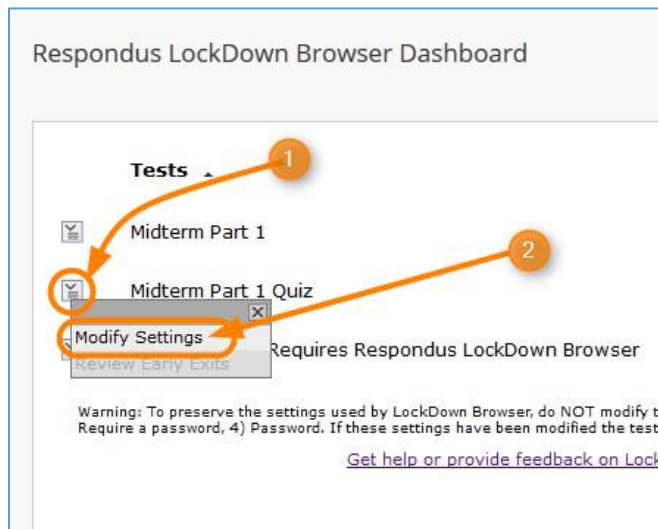 Respondus LockDown Browser Dashboard
Tests
1
Midterm Part 1
2
Midterm Part 1 Quiz
Modify Settings
Requires Respondus LockDown Browser
Review Early Exits
Warning: To preserve the settings used by LockDown Browser, do NOT modify t
Require a password, 4) Password. If these settings have been modified the test
Get help or provide feedback on Lock